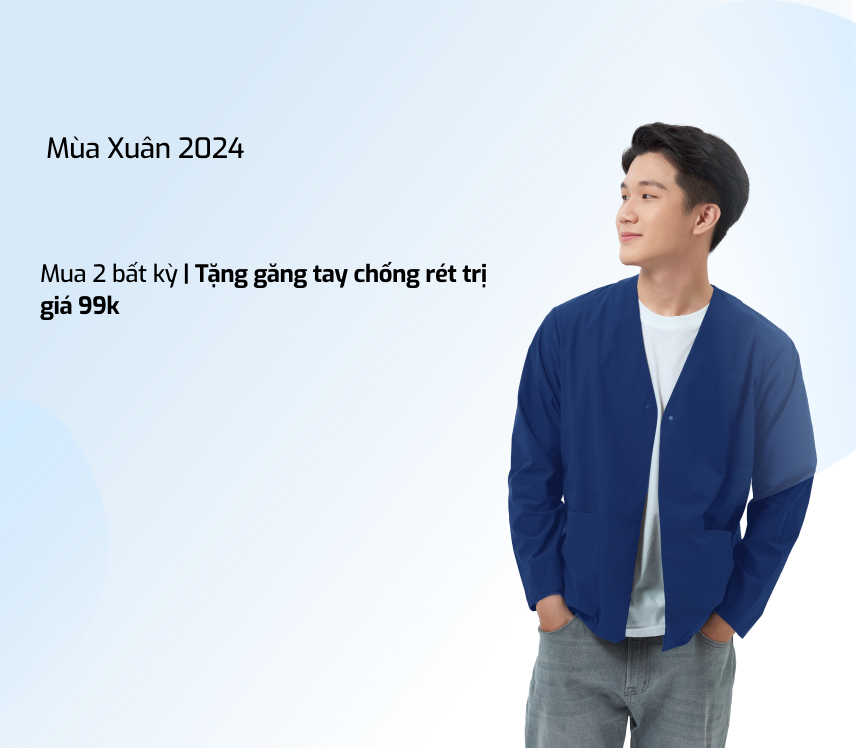 Mùa Xuân 2024
Mua 2 bất kỳ | Tặng găng tay chống rét trị
giá 99k